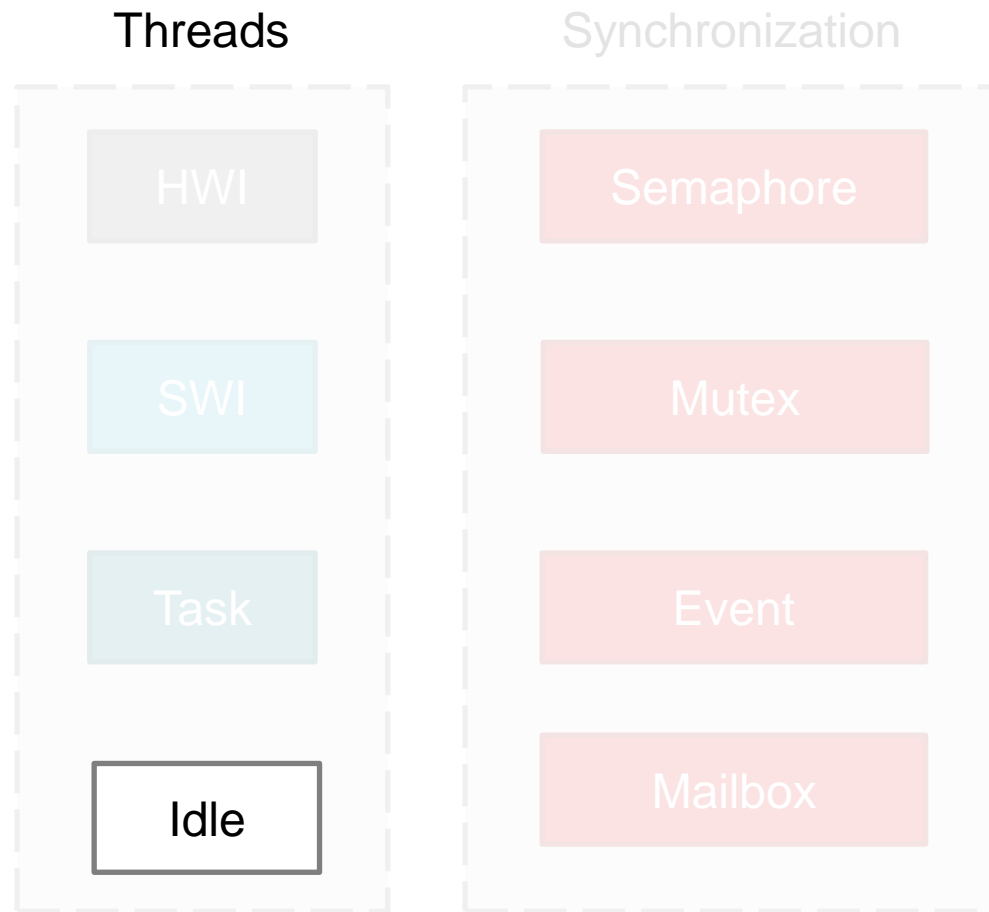 Threads
HWI
SWI
Task
Idle
Synchronization
Semaphore
Mutex
Event
Mailbox